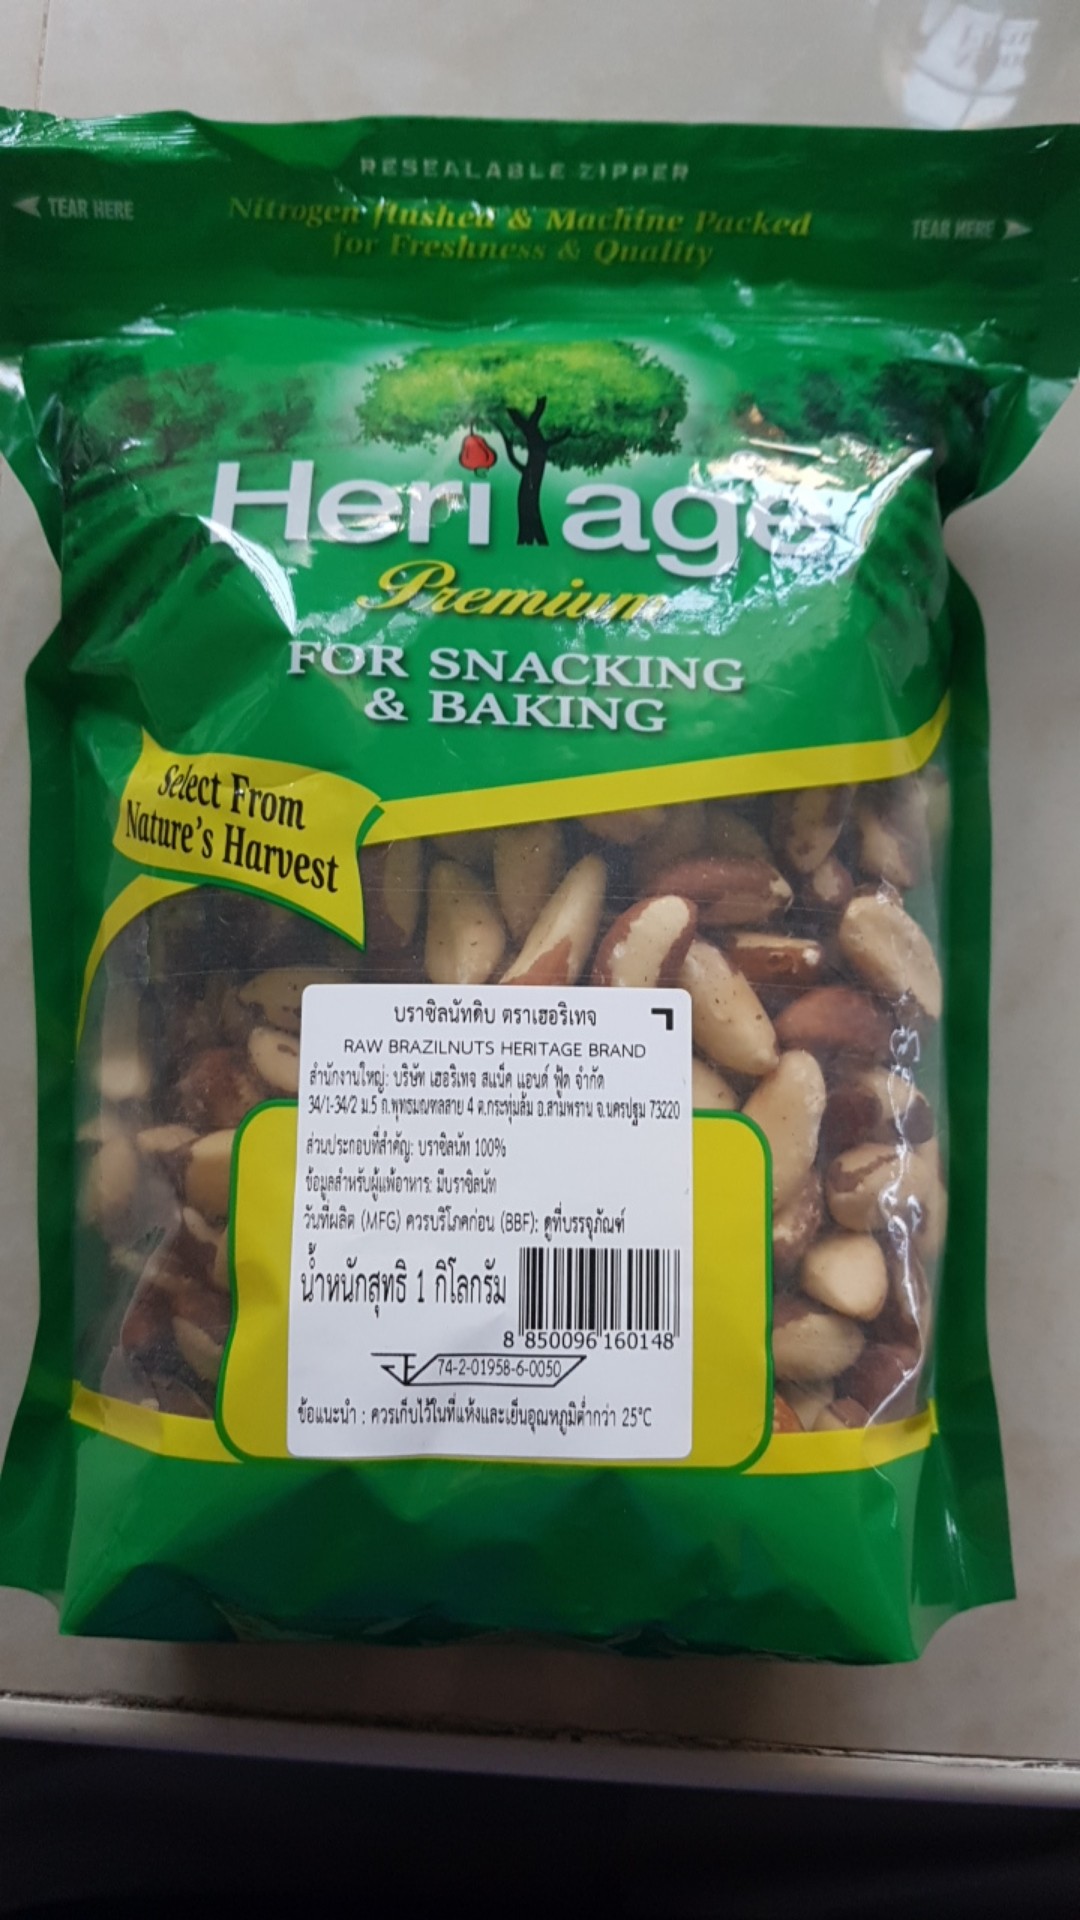 RESEALABLE ZIPPER
TEAR HERE
Nitrogen flushed & Machine Packed
for Freshness & Quality
TEAR HERE
Heritage
Premium
FOR SNACKING
& BAKING
Select From
Nature's Harvest
บราซิลนัทดิบ ตราเฮอริเทจ
RAW BRAZILNUTS HERITAGE BRAND
สำนักงานใหญ่: บริษัท เฮอริเทจ สแน็ค แอนด์ ฟู้ด จำกัด
34/1-34/2 ม.5 ถ.พุทธมณฑลสาย 4 ต.กระทุ่มล้ม อ.สามพราน จ.นครปฐม 73220
ส่วนประกอบที่สำคัญ: บราซิลนัท 100%
ข้อมูลสำหรับผู้แพ้อาหาร: มีบราซิลนัท
วันที่ผลิต (MFG) ควรบริโภคก่อน (BBF): ดูที่บรรจุภัณฑ์
น้ำหนักสุทธิ 1 กิโลกรัม
8 850096 160148
74-2-01958-6-0050
ข้อแนะนำ : ควรเก็บไว้ในที่แห้งและเย็นอุณหภูมิต่ำกว่า 25°C